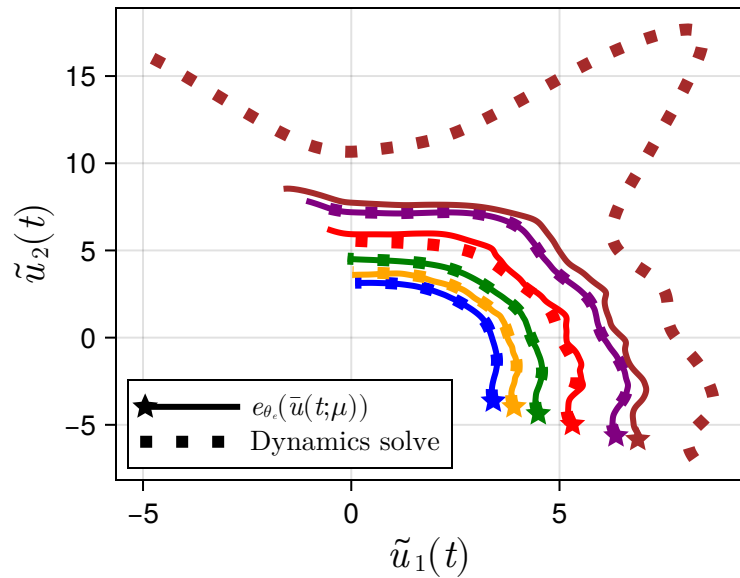 ũ₂(t)
15
10
5
0
−5
e_{θ_e}(ū(t;μ))
Dynamics solve
−5
0
5
ũ₁(t)